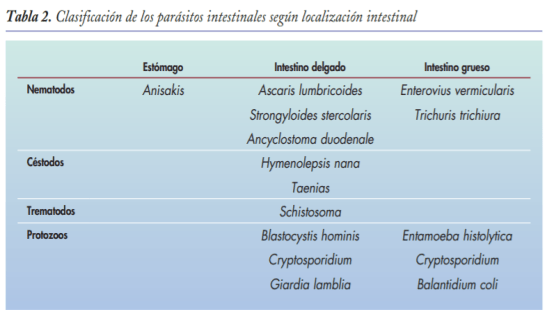 Tabla 2. Clasificación de los parásitos intestinales según localización intestinal
Estómago Intestino delgado Intestino grueso
Nematodos Anisakis Ascaris lumbricoides Enterovius vermicularis
Strongyloides stercolaris Trichuris trichiura
Ancyclostoma duodenale
Céstodos Hymenolepsis nana
Taenias
Trematodos Schistosoma
Protozoos Blastocystis hominis Entamoeba histolytica
Cryptosporidium Cryptosporidium
Giardia lamblia Balantidium coli